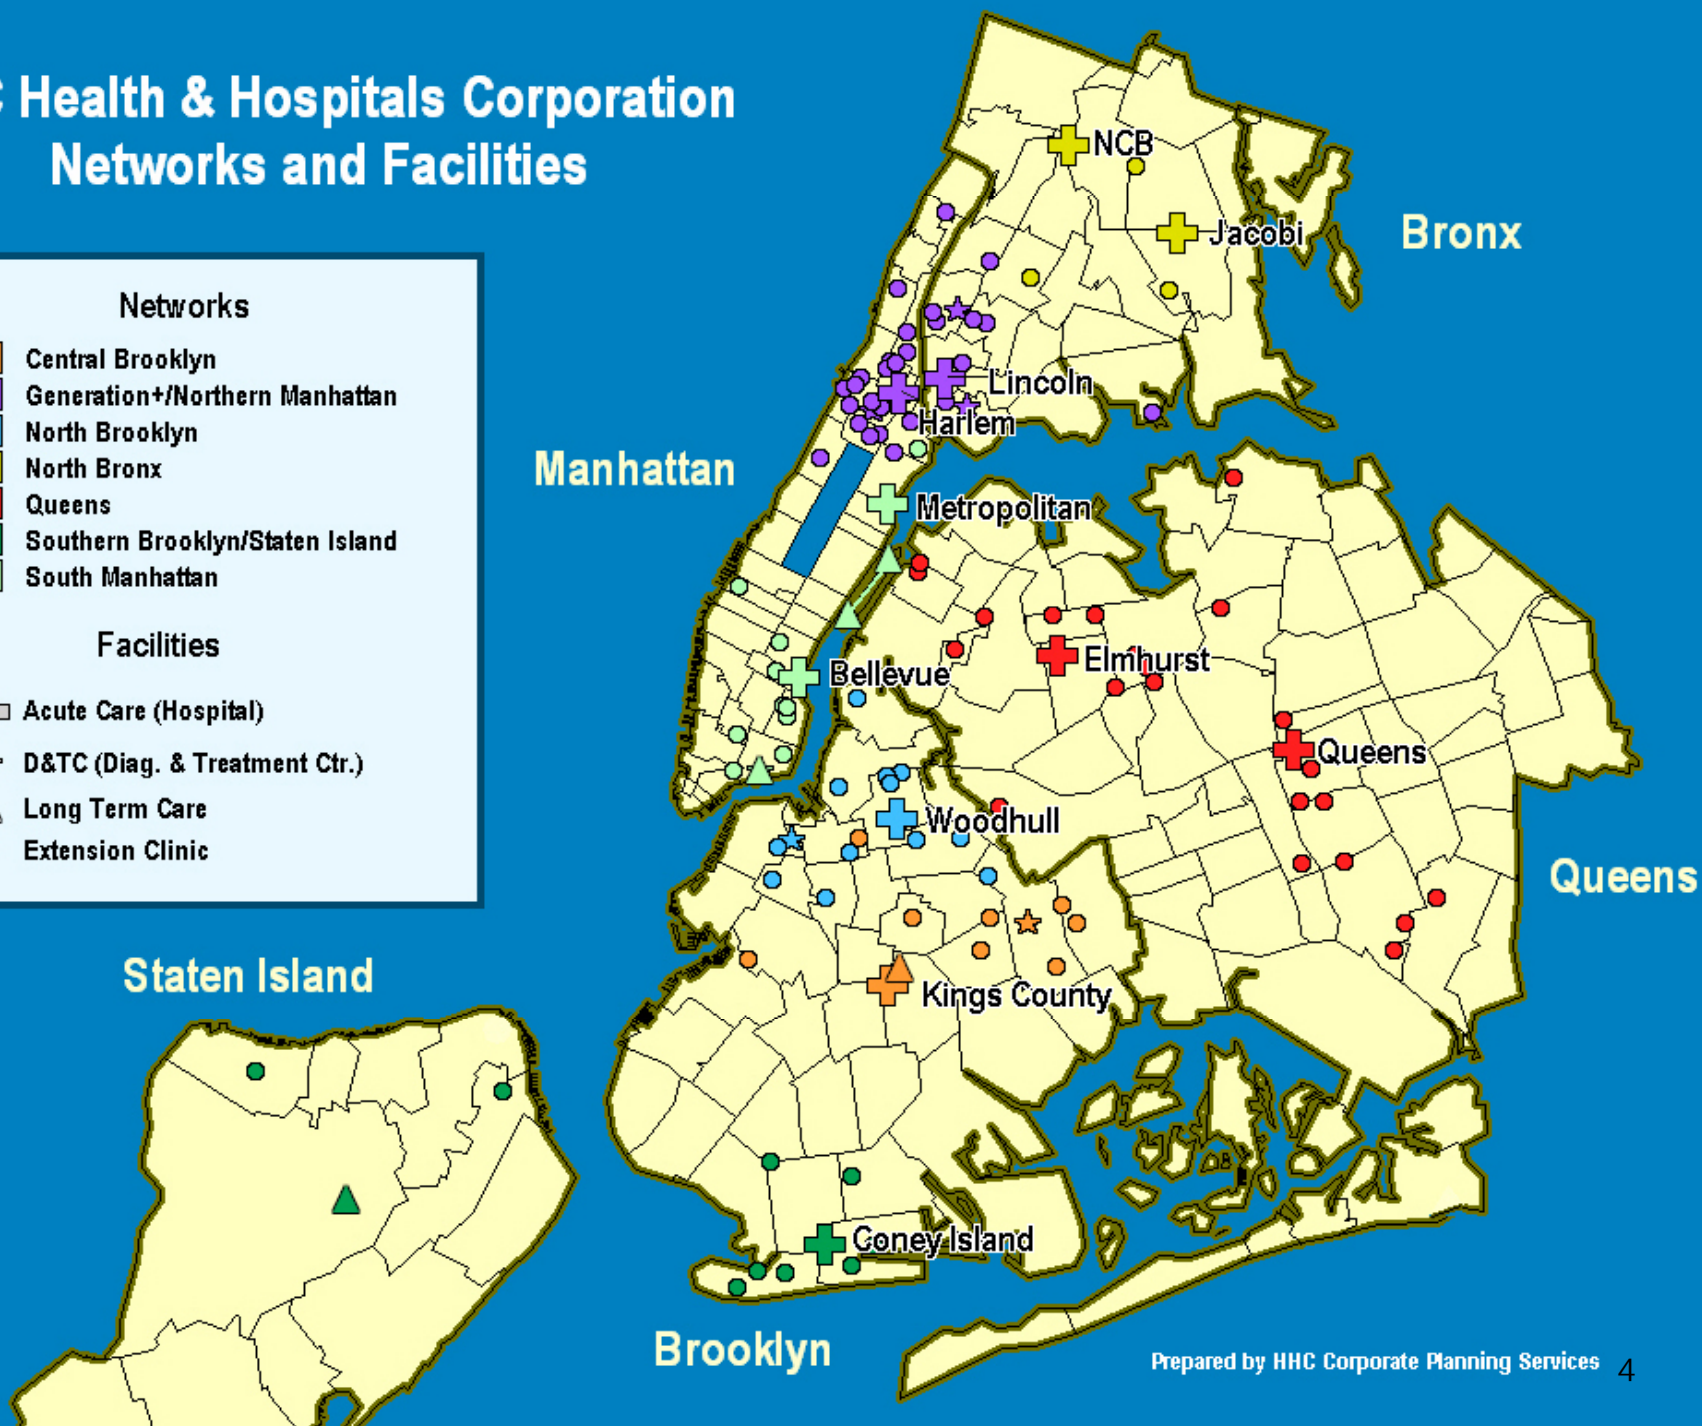 Health & Hospitals Corporation
Networks and Facilities
Networks
Central Brooklyn
Generation+/Northern Manhattan
North Brooklyn
North Bronx
Queens
Southern Brooklyn/Staten Island
South Manhattan
Facilities
Acute Care (Hospital)
D&TC (Diag. & Treatment Ctr.)
Long Term Care
Extension Clinic
NCB
Jacobi
Bronx
Lincoln
Harlem
Manhattan
Metropolitan
Elmhurst
Bellevue
Queens
Woodhull
Queens
Staten Island
Kings County
Coney Island
Brooklyn
Prepared by HHC Corporate Planning Services
4